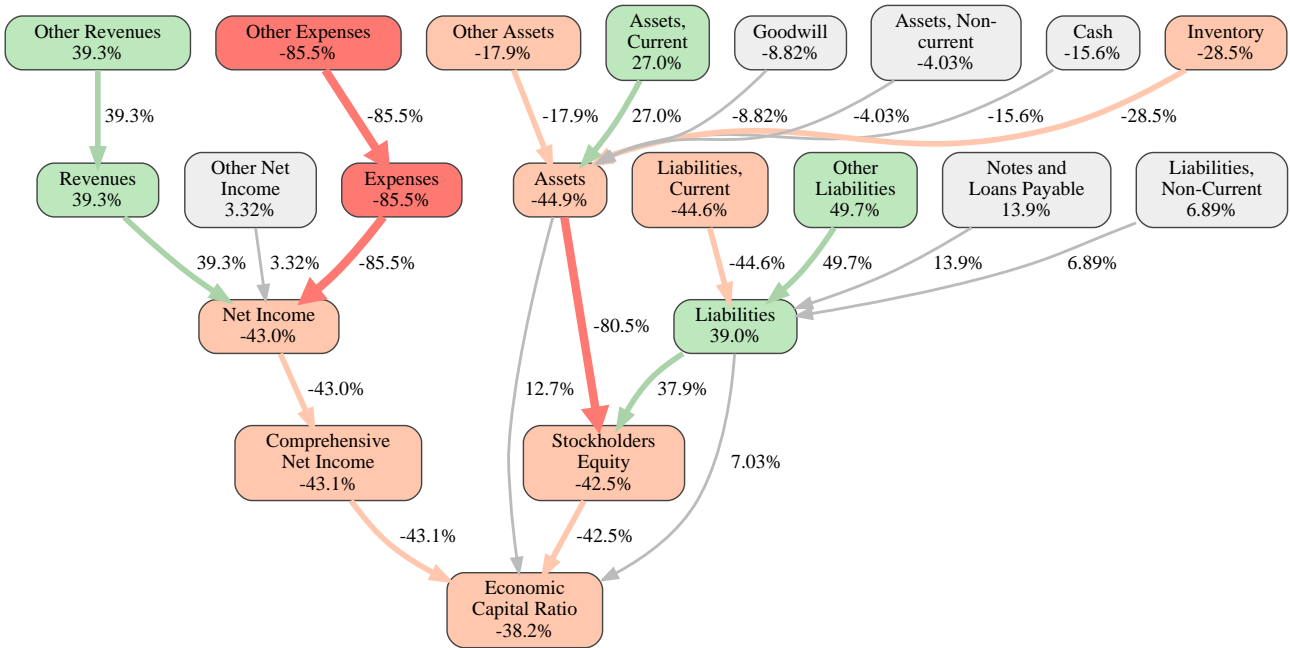 Other Revenues
39.3%
Other Expenses
-85.5%
Other Assets
-17.9%
Assets,
Current
27.0%
Goodwill
-8.82%
Assets, Non-
current
-4.03%
Cash
-15.6%
Inventory
-28.5%
39.3%
-85.5%
-17.9%
27.0%
-8.82%
-4.03%
-15.6%
-28.5%
Revenues
39.3%
Other Net
Income
3.32%
Expenses
-85.5%
Assets
-44.9%
Liabilities,
Current
-44.6%
Other
Liabilities
49.7%
Notes and
Loans Payable
13.9%
Liabilities,
Non-Current
6.89%
39.3%
3.32%
-85.5%
-44.6%
49.7%
13.9%
6.89%
Net Income
-43.0%
-80.5%
Liabilities
39.0%
-43.0%
12.7%
37.9%
Comprehensive
Net Income
-43.1%
Stockholders
Equity
-42.5%
7.03%
-43.1%
-42.5%
Economic
Capital Ratio
-38.2%